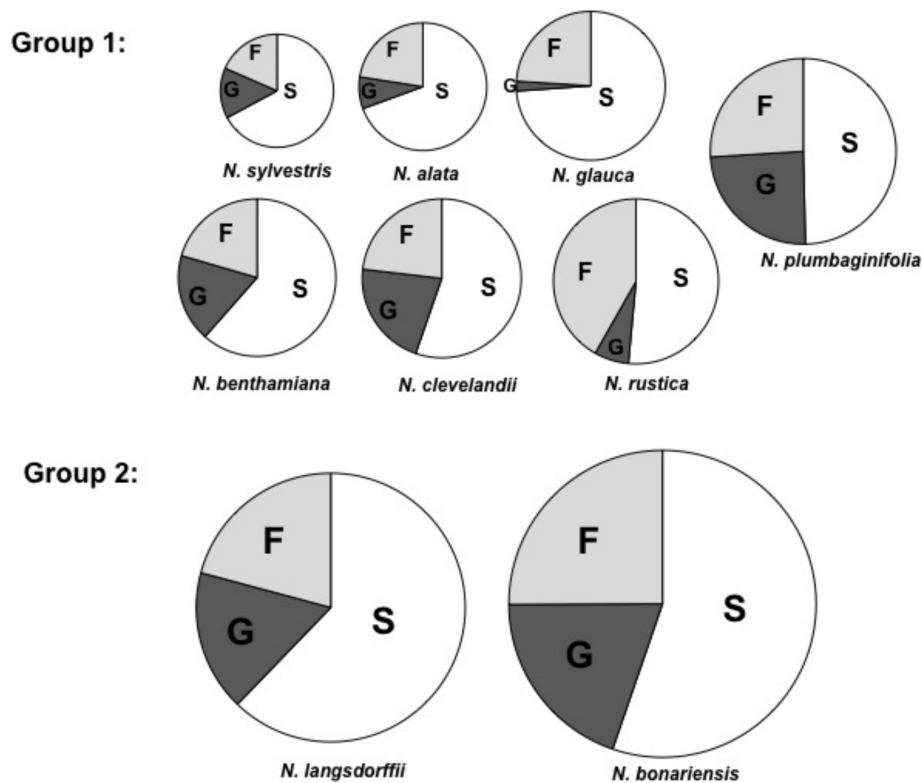 Group 1:
F
G
S
N. sylvestris
F
G
S
N. alata
F
G
S
N. glauca
F
G
S
N. plumbaginifolia
F
G
S
N. benthamiana
F
G
S
N. clevelandii
F
G
S
N. rustica
Group 2:
F
G
S
N. langsdorffii
F
G
S
N. bonariensis